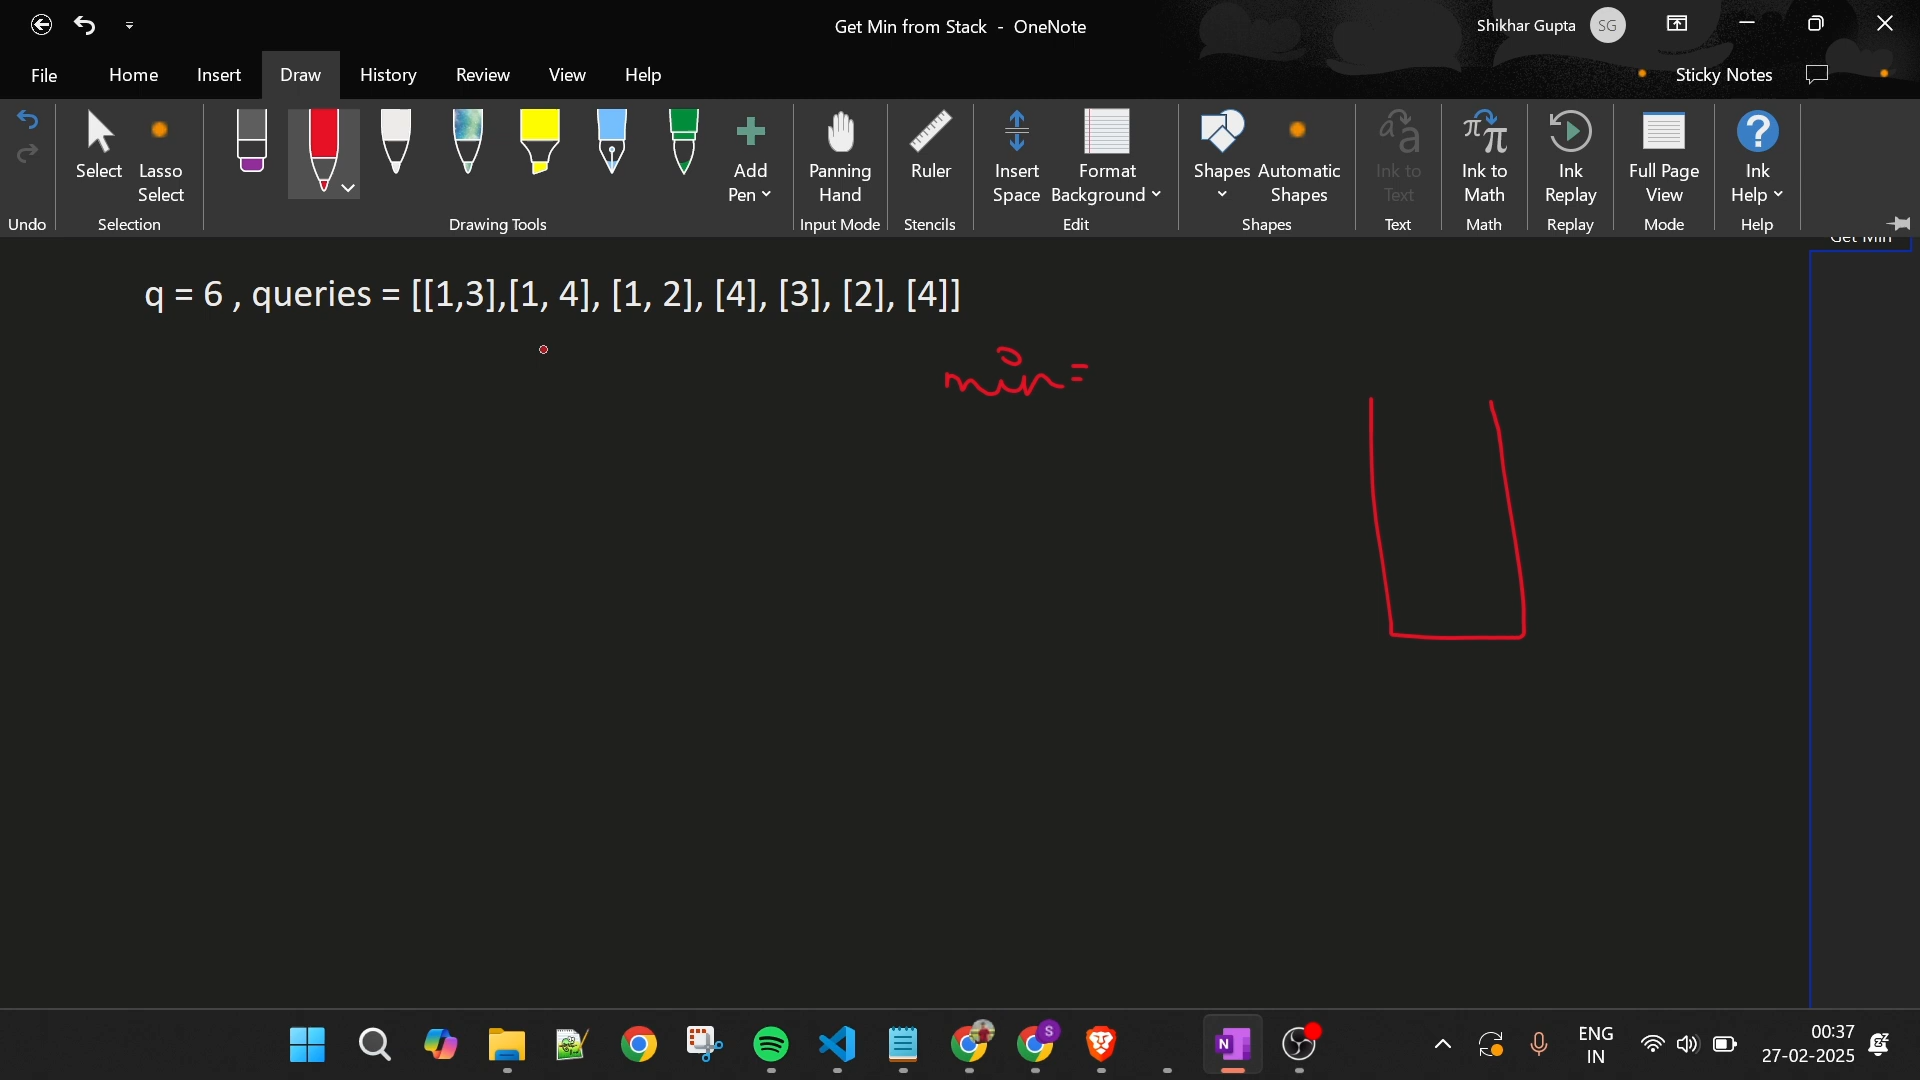 Get Min from Stack - OneNote
Shikhar Gupta SG
File Home Insert Draw History Review View Help
Sticky Notes
Select
Lasso Select
Add Pen
Panning Hand
Ruler
Insert Space
Format Background
Shapes
Automatic Shapes
Ink to Text
Ink to Math
Ink Replay
Full Page View
Ink Help
Undo Selection Drawing Tools Input Mode Stencils Edit Shapes Text Math Replay Mode Help
Get Min
q = 6 , queries = [[1,3],[1, 4], [1, 2], [4], [3], [2], [4]]
min=
ENG
IN
00:37
27-02-2025